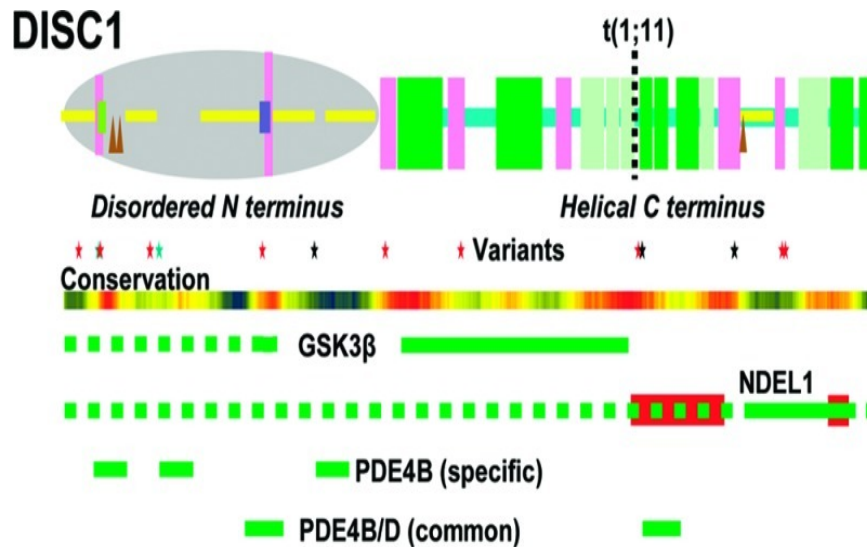 DISC1
t(1;11)
Disordered N terminus
Helical C terminus
Variants
Conservation
GSK3β
NDEL1
PDE4B (specific)
PDE4B/D (common)